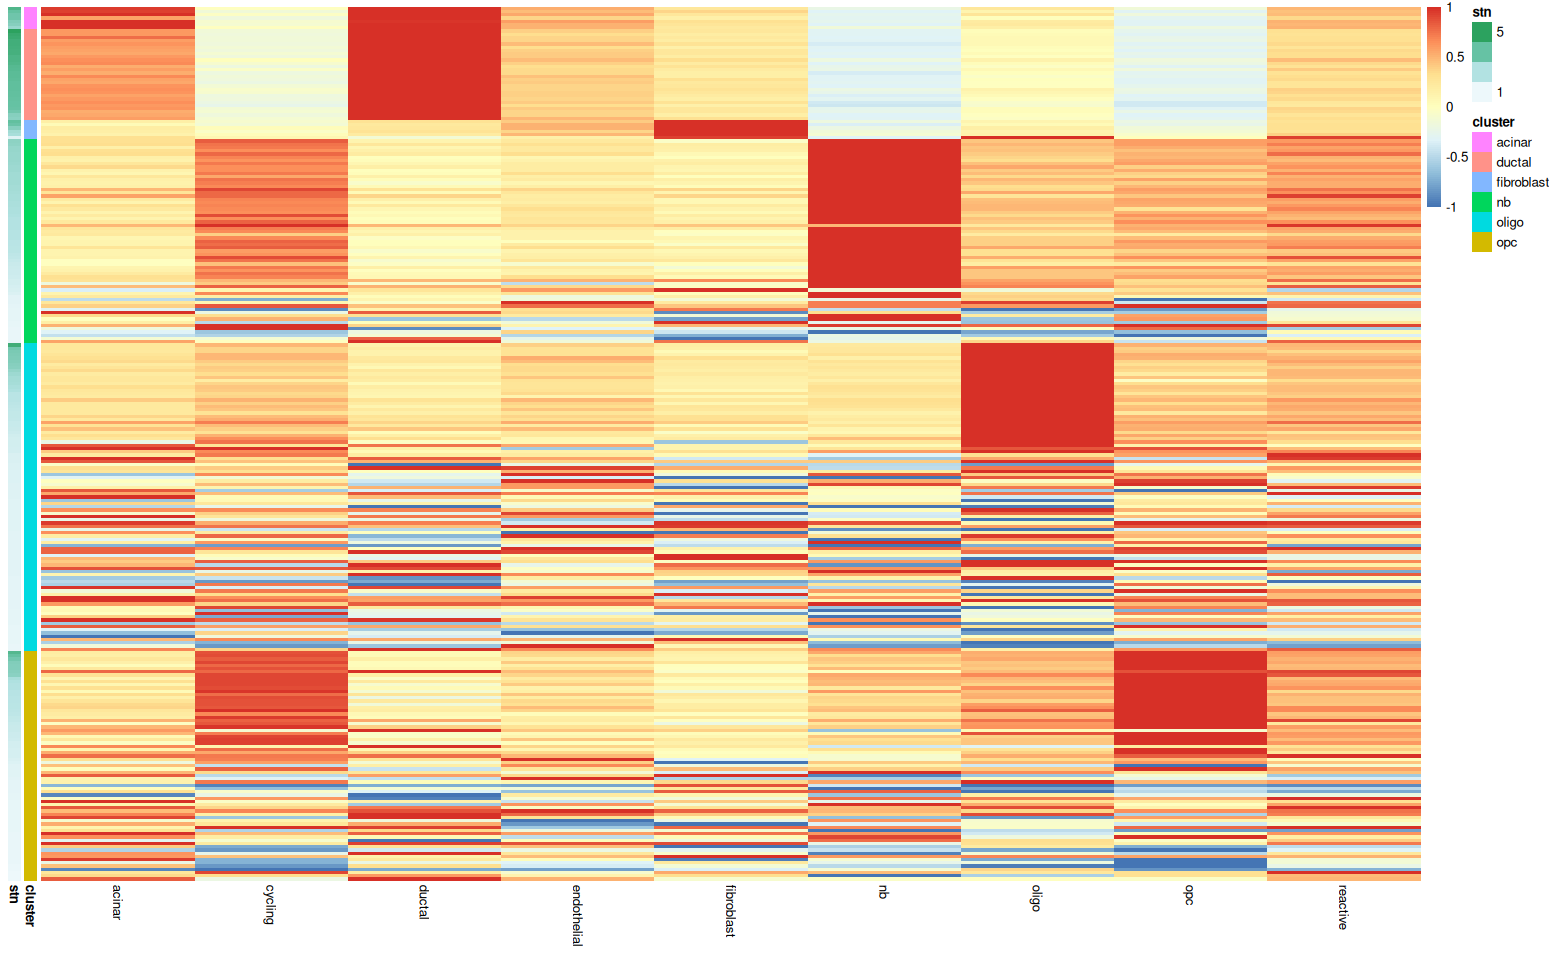 1
0.5
0
-0.5
-1
stn
5
1
cluster
acinar
ductal
fibroblast
nb
oligo
opc
stn
cluster
acinar
cycling
ductal
endothelial
fibroblast
nb
oligo
opc
reactive